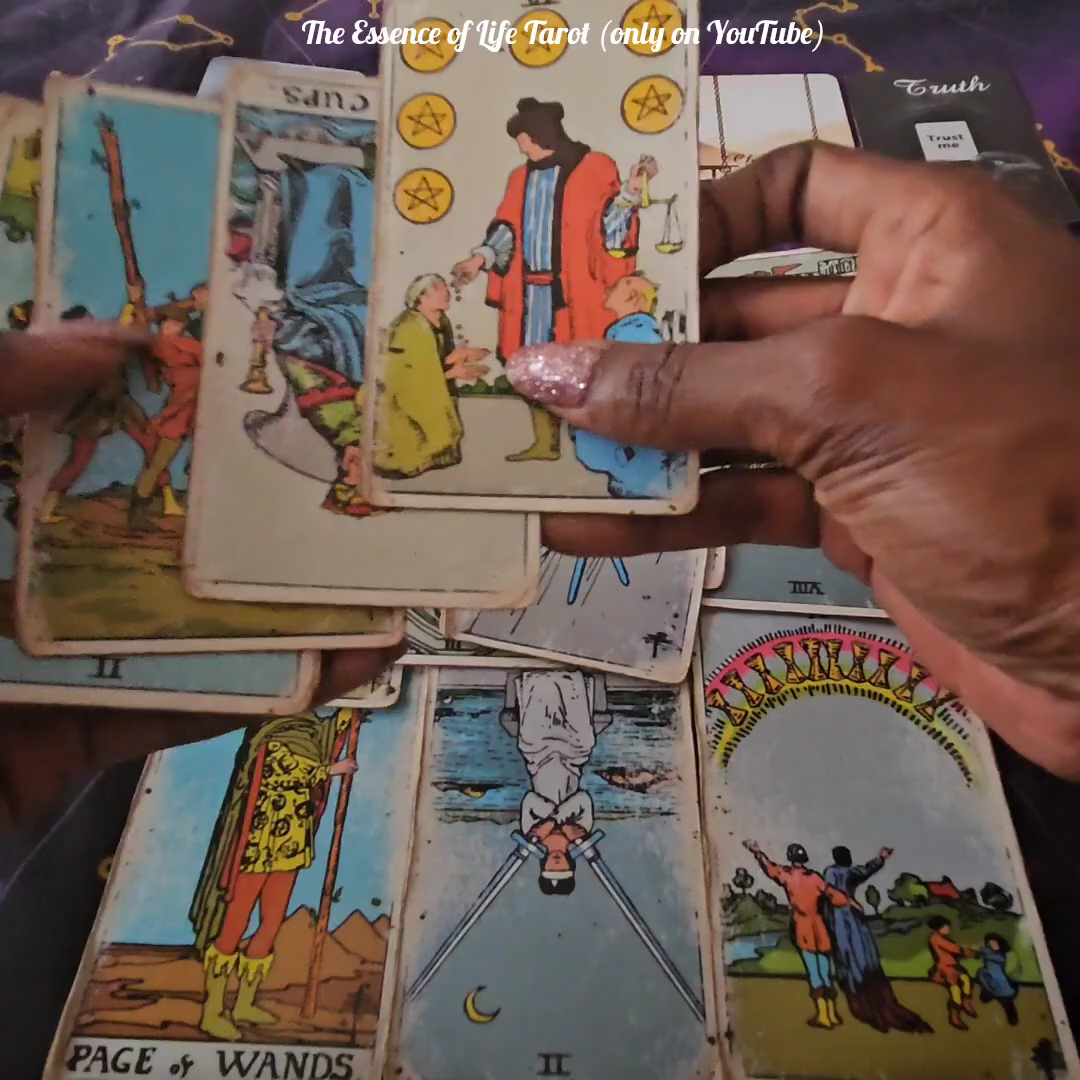 The Essence of Life Tarot (only on YouTube)
CUPS
Truth
Trust
me
II
VIII
PAGE of WANDS
II